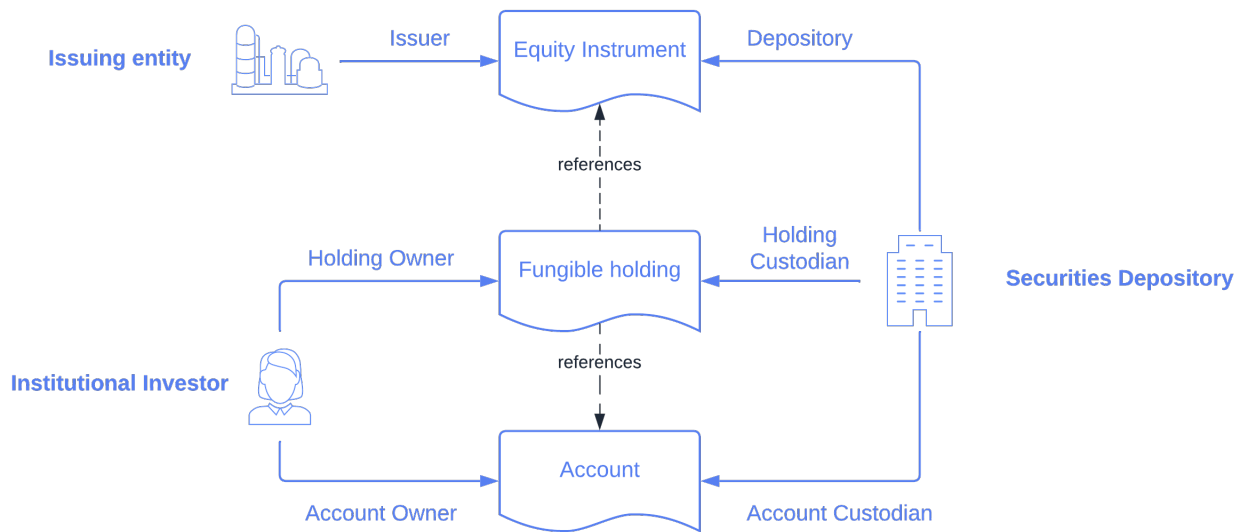 Issuer
Equity Instrument
Depository
Issuing entity
references
Holding Owner
Fungible holding
Holding
Custodian
Securities Depository
references
Institutional Investor
Account
Account Owner
Account Custodian